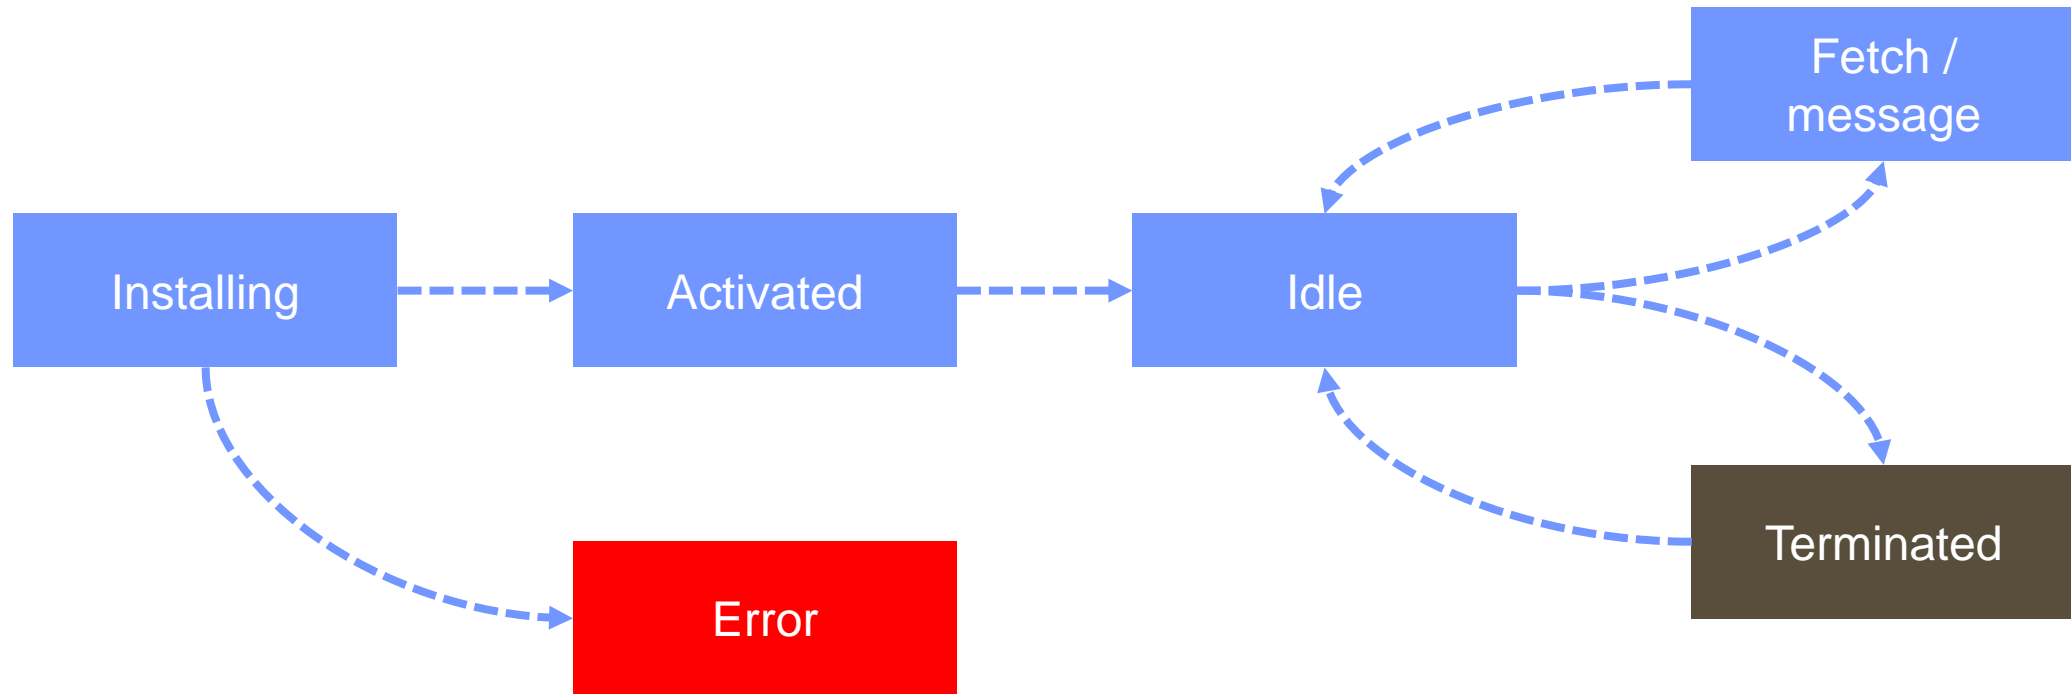 Fetch /
message
Installing
Activated
Idle
Terminated
Error